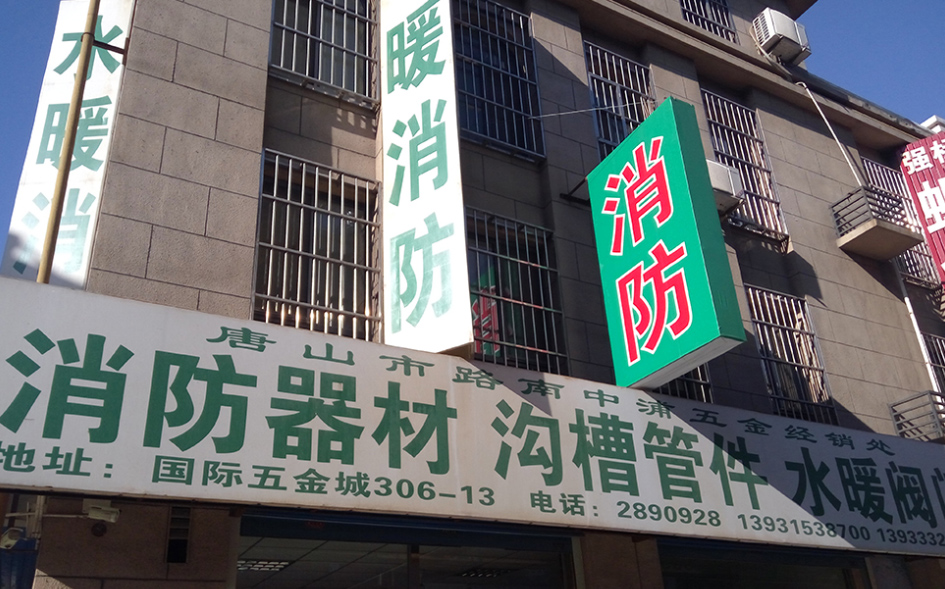 水暖消
暖消防
消防
强
唐山市路南中浦五金经销处
消防器材 沟槽管件 水暖阀
地址：国际五金城306-13 电话：2890928 13931538700 139332